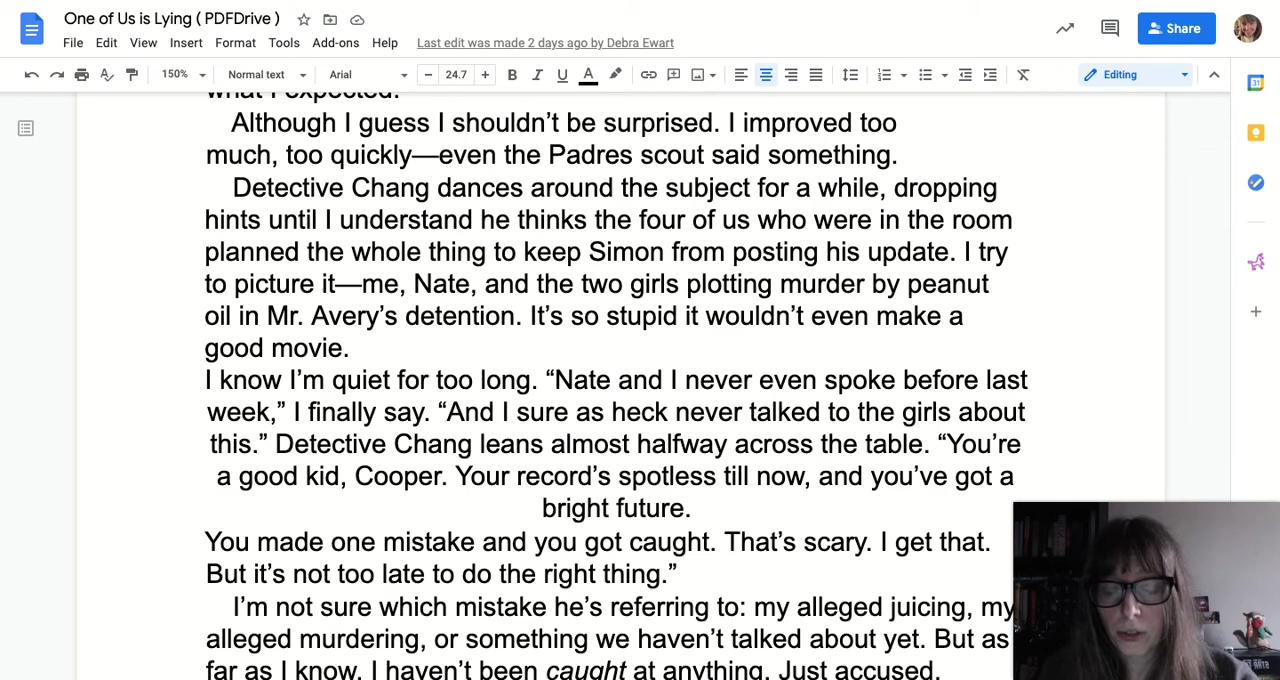 One of Us is Lying ( PDFDrive )
Share
File Edit View Insert Format Tools Add-ons Help Last edit was made 2 days ago by Debra Ewart
150% Normal text Arial 24.7 B I U A Editing
what I expected.
Although I guess I shouldn’t be surprised. I improved too
much, too quickly—even the Padres scout said something.
Detective Chang dances around the subject for a while, dropping
hints until I understand he thinks the four of us who were in the room
planned the whole thing to keep Simon from posting his update. I try
to picture it—me, Nate, and the two girls plotting murder by peanut
oil in Mr. Avery’s detention. It’s so stupid it wouldn’t even make a
good movie.
I know I’m quiet for too long. “Nate and I never even spoke before last
week,” I finally say. “And I sure as heck never talked to the girls about
this.” Detective Chang leans almost halfway across the table. “You’re
a good kid, Cooper. Your record’s spotless till now, and you’ve got a
bright future.
You made one mistake and you got caught. That’s scary. I get that.
But it’s not too late to do the right thing.”
I’m not sure which mistake he’s referring to: my alleged juicing, my
alleged murdering, or something we haven’t talked about yet. But as
far as I know, I haven’t been caught at anything. Just accused.